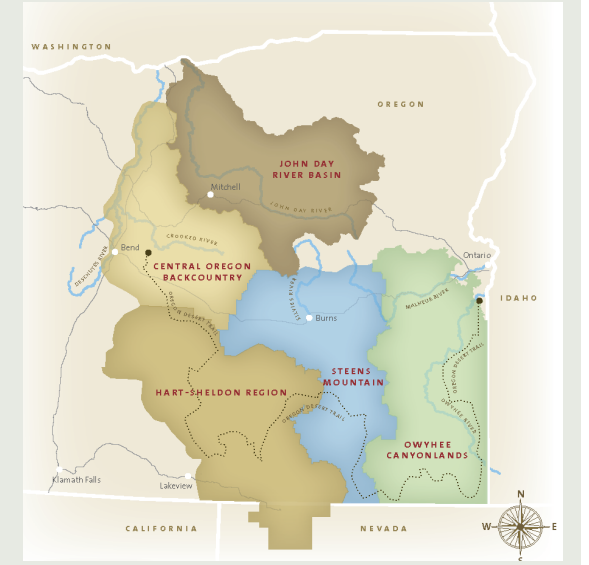 WASHINGTON
OREGON
JOHN DAY
RIVER BASIN
Mitchell
JOHN DAY RIVER
CROOKED RIVER
Bend
DESCHUTES RIVER
CENTRAL OREGON
BACKCOUNTRY
Ontario
IDAHO
SILVIES RIVER
MALHEUR RIVER
OREGON DESERT TRAIL
Burns
OREGON DESERT TRAIL
STEENS
MOUNTAIN
HART-SHELDON REGION
OREGON DESERT TRAIL
OWYHEE RIVER
OWYHEE
CANYONLANDS
Klamath Falls
Lakeview
N
W
E
S
CALIFORNIA
NEVADA